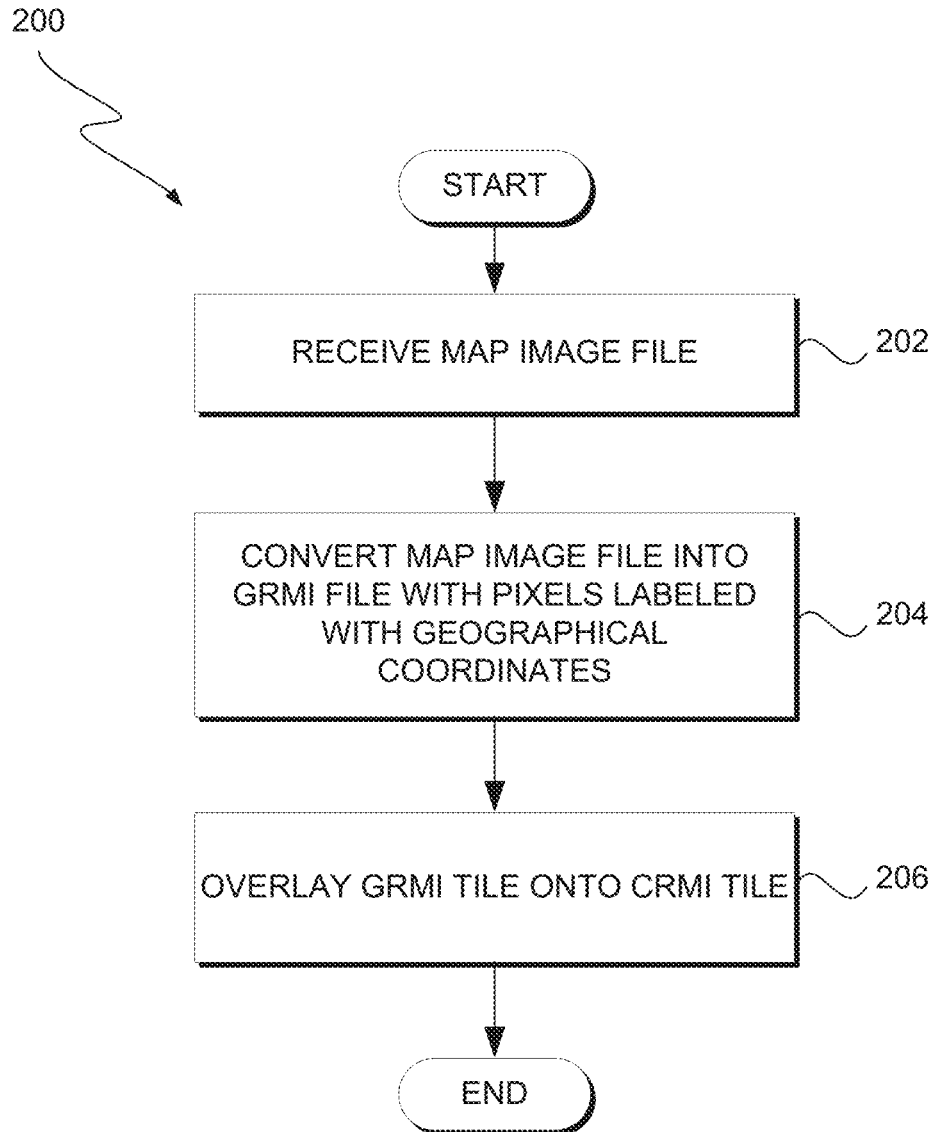 200
START
RECEIVE MAP IMAGE FILE
202
CONVERT MAP IMAGE FILE INTO
GRMI FILE WITH PIXELS LABELED
WITH GEOGRAPHICAL
COORDINATES
204
OVERLAY GRMI TILE ONTO CRMI TILE
206
END